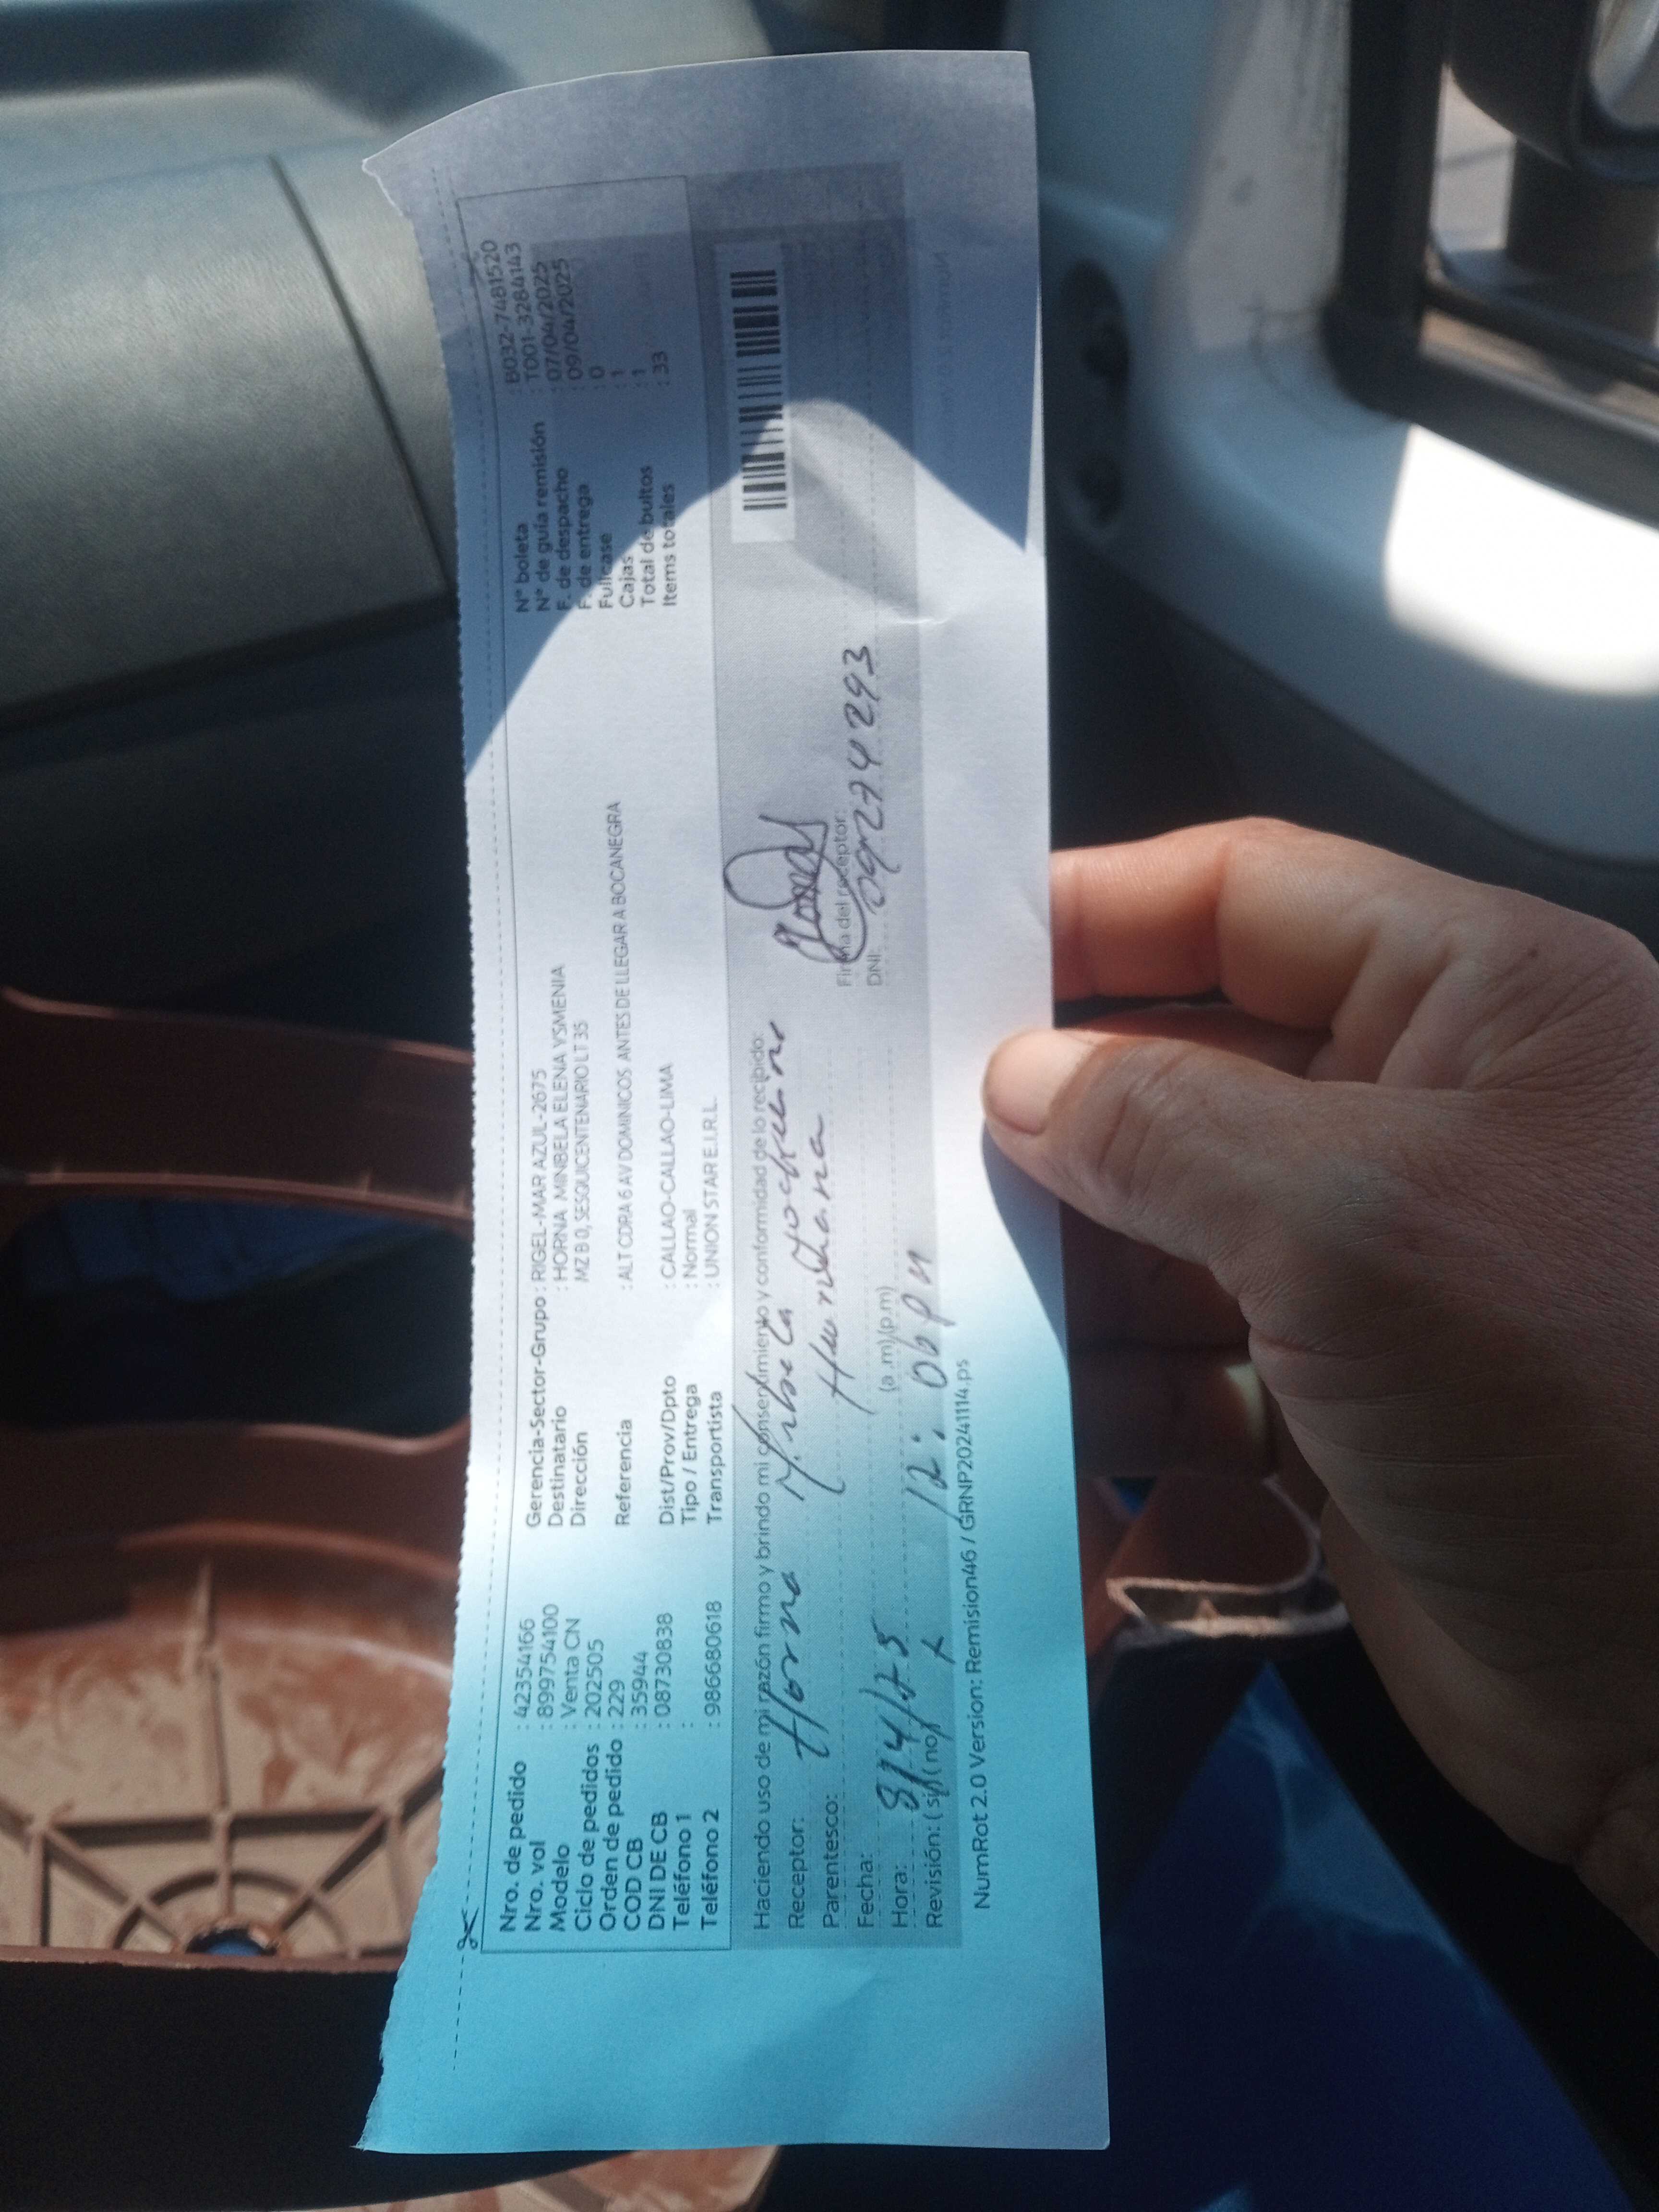 Nro. de pedido : 42354166
Nro. vol : 899754100
Modelo : Venta CN
Ciclo de pedidos : 202505
Orden de pedido : 229
COD CB : 35944
DNI DE CB : 08730838
Teléfono 1 :
Teléfono 2 : 986680618
Gerencia-Sector-Grupo : RIGEL-MAR AZUL-2675
Destinatario : HORNA MINBELA ELENA YSMENIA
Dirección MZ B 0, SESQUICENTENARIO LT 35
Referencia : ALT CDRA 6 AV DOMINICOS ANTES DE LLEGAR A BOCANEGRA
Dist/Prov/Dpto : CALLAO-CALLAO-LIMA
Tipo / Entrega : Normal
Transportista : UNION STAR E.I.R.L.
N° boleta : B032-7481520
N° de guía remisión : T001-3284143
F. de despacho : 07/04/2025
F. de entrega : 09/04/2025
Fullcase : 0
Cajas : 1
Total de bultos : 1
Items totales : 33
Haciendo uso de mi razón firmo y brindo mi consentimiento y conformidad de lo recibido:
Receptor: Horna
Parentesco: Hermana
Fecha: 8/4/25
Hora: 12:06 pm (a.m)(p.m)
Revisión: ( si) ( no) x
Firma del receptor:
DNI:
NumRot 2.0 Version: Remision46 / GRNP20241114.ps